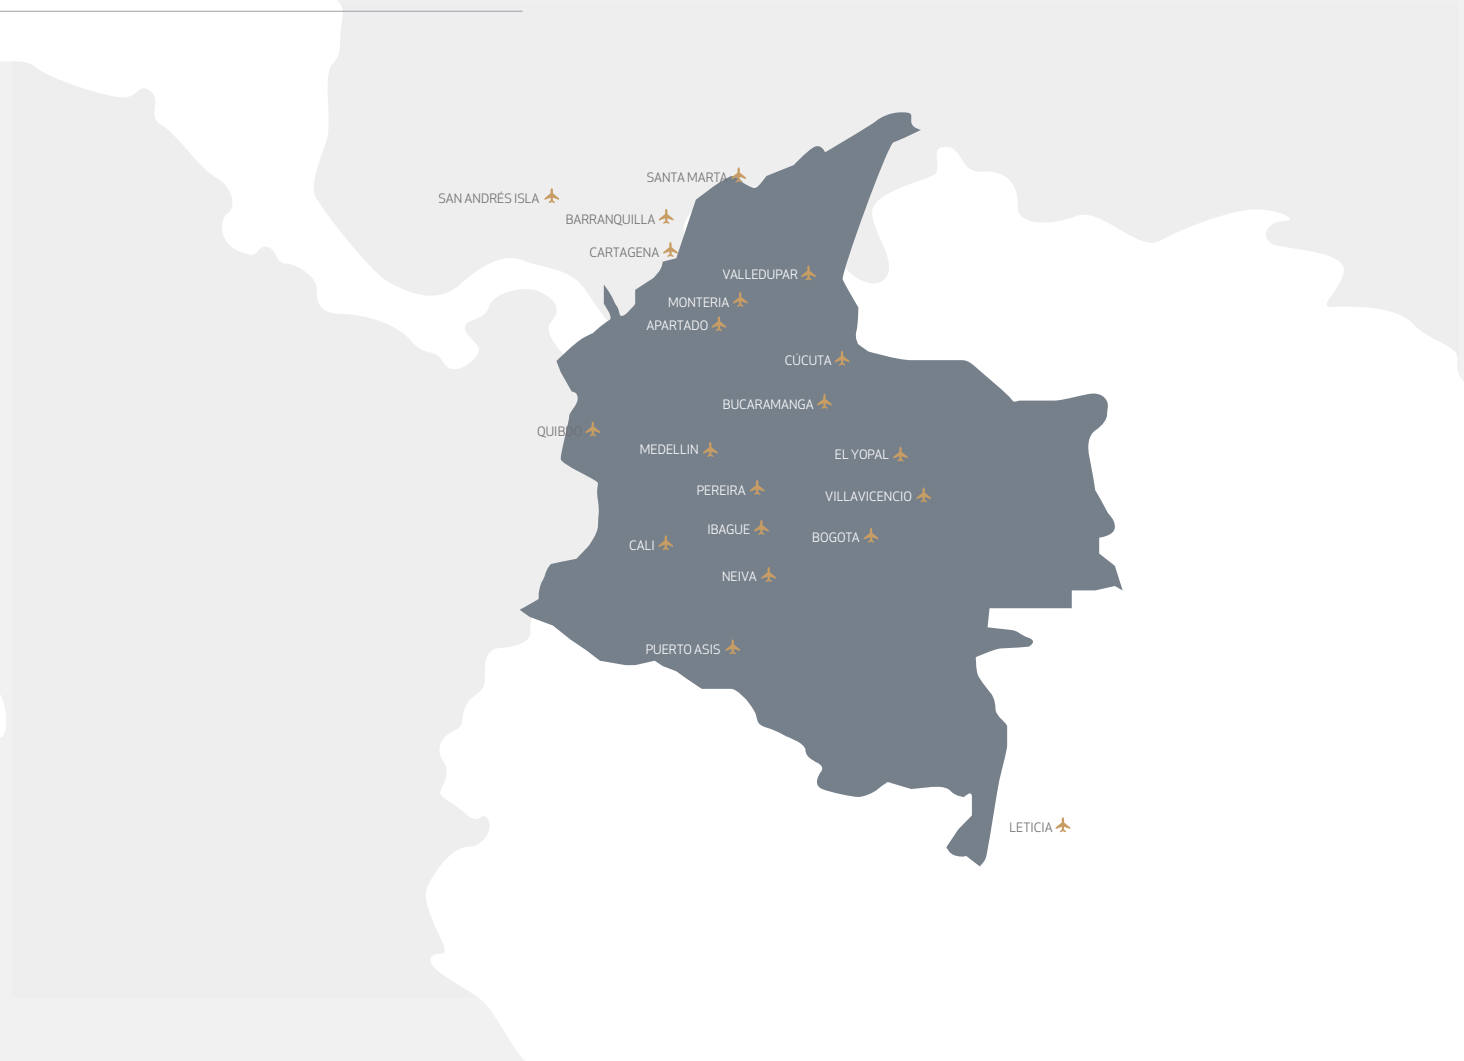 SANTA MARTA
SAN ANDRÉS ISLA
BARRANQUILLA
CARTAGENA
VALLEDUPAR
MONTERIA
APARTADO
CÚCUTA
BUCARAMANGA
QUIBDO
MEDELLIN
EL YOPAL
PEREIRA
VILLAVICENCIO
IBAGUE
BOGOTA
CALI
NEIVA
PUERTO ASIS
LETICIA